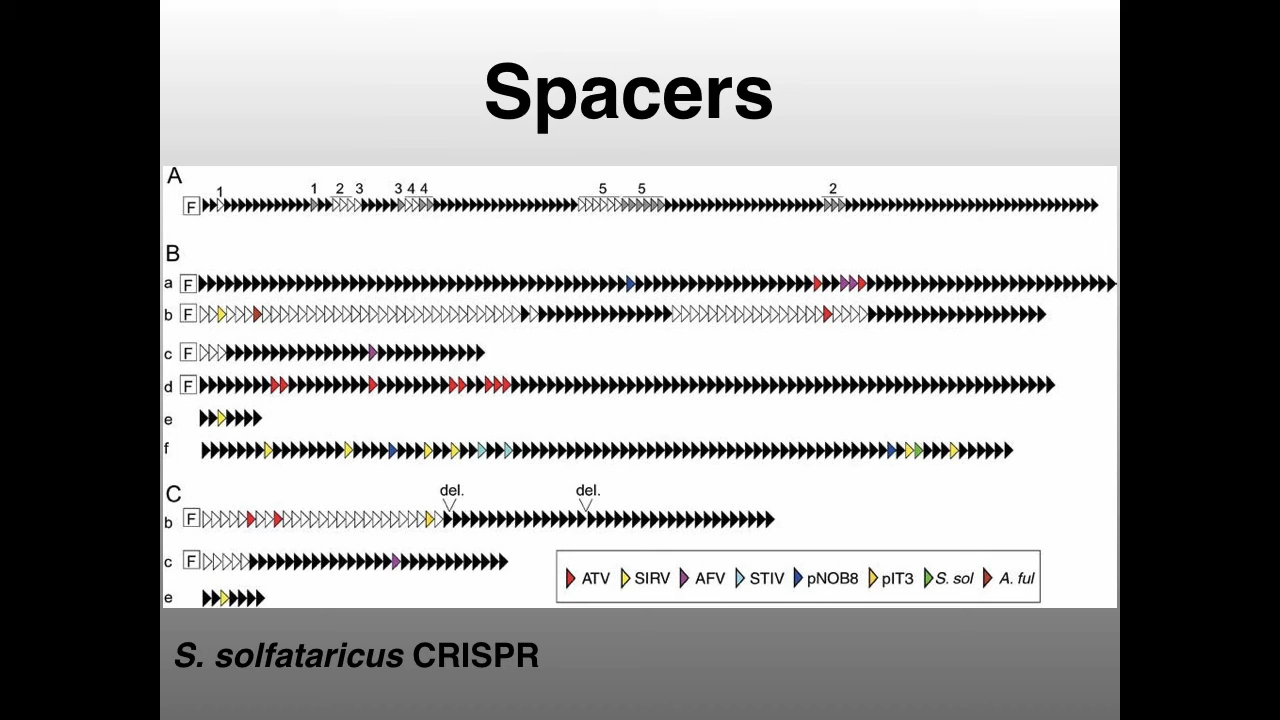 Spacers
A
1 1 2 3 3 4 4 5 5 2
F
B
a F
b F
c F
d F
e
f
C
del. del.
b F
c F
e
ATV SIRV AFV STIV pNOB8 pIT3 S. sol A. ful
S. solfataricus CRISPR